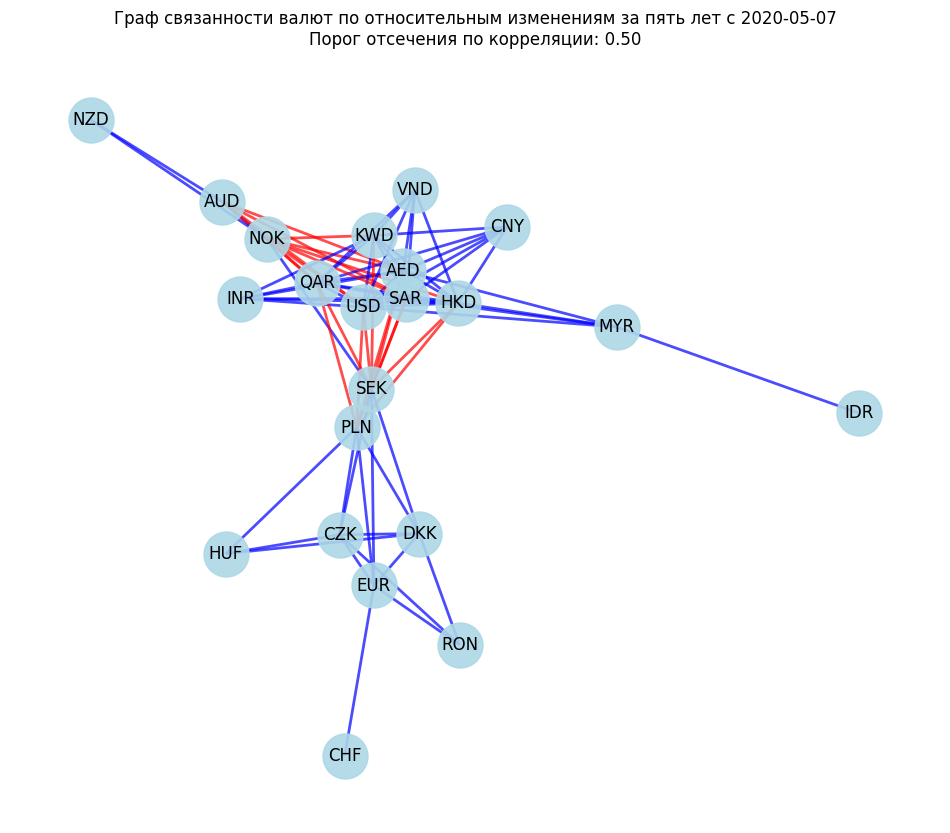 Граф связанности валют по относительным изменениям за пять лет с 2020-05-07
Порог отсечения по корреляции: 0.50
NZD
VND
AUD
CNY
KWD
NOK
AED
QAR
INR
SAR
HKD
USD
MYR
SEK
IDR
PLN
CZK
DKK
HUF
EUR
RON
CHF